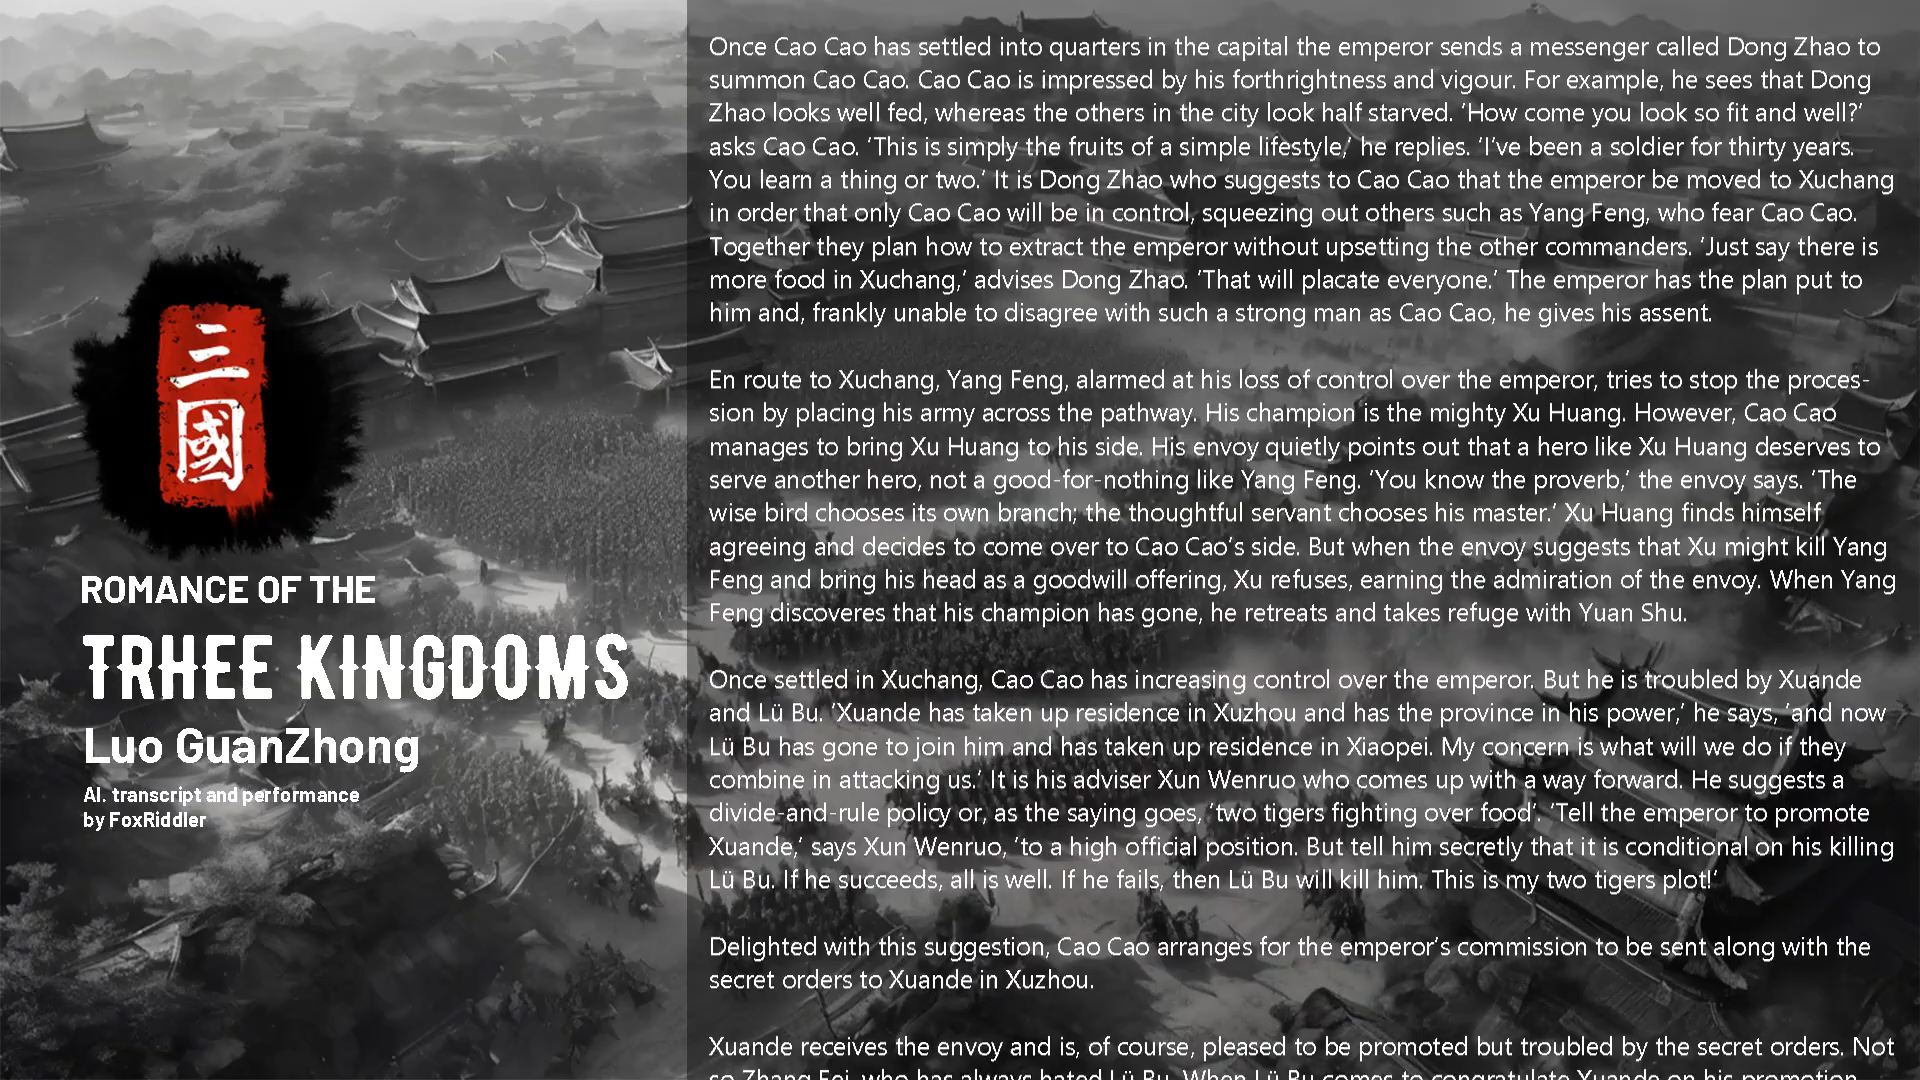 三
國
ROMANCE OF THE
TRHEE KINGDOMS
Luo GuanZhong
AI. transcript and performance
by FoxRiddler
Once Cao Cao has settled into quarters in the capital the emperor sends a messenger called Dong Zhao to
summon Cao Cao. Cao Cao is impressed by his forthrightness and vigour. For example, he sees that Dong
Zhao looks well fed, whereas the others in the city look half starved. ‘How come you look so fit and well?’
asks Cao Cao. ‘This is simply the fruits of a simple lifestyle,’ he replies. ‘I’ve been a soldier for thirty years.
You learn a thing or two.’ It is Dong Zhao who suggests to Cao Cao that the emperor be moved to Xuchang
in order that only Cao Cao will be in control, squeezing out others such as Yang Feng, who fear Cao Cao.
Together they plan how to extract the emperor without upsetting the other commanders. ‘Just say there is
more food in Xuchang,’ advises Dong Zhao. ‘That will placate everyone.’ The emperor has the plan put to
him and, frankly unable to disagree with such a strong man as Cao Cao, he gives his assent.
En route to Xuchang, Yang Feng, alarmed at his loss of control over the emperor, tries to stop the proces-
sion by placing his army across the pathway. His champion is the mighty Xu Huang. However, Cao Cao
manages to bring Xu Huang to his side. His envoy quietly points out that a hero like Xu Huang deserves to
serve another hero, not a good-for-nothing like Yang Feng. ‘You know the proverb,’ the envoy says. ‘The
wise bird chooses its own branch; the thoughtful servant chooses his master.’ Xu Huang finds himself
agreeing and decides to come over to Cao Cao’s side. But when the envoy suggests that Xu might kill Yang
Feng and bring his head as a goodwill offering, Xu refuses, earning the admiration of the envoy. When Yang
Feng discoveres that his champion has gone, he retreats and takes refuge with Yuan Shu.
Once settled in Xuchang, Cao Cao has increasing control over the emperor. But he is troubled by Xuande
and Lü Bu. ‘Xuande has taken up residence in Xuzhou and has the province in his power,’ he says, ‘and now
Lü Bu has gone to join him and has taken up residence in Xiaopei. My concern is what will we do if they
combine in attacking us.’ It is his adviser Xun Wenruo who comes up with a way forward. He suggests a
divide-and-rule policy or, as the saying goes, ‘two tigers fighting over food’. ‘Tell the emperor to promote
Xuande,’ says Xun Wenruo, ‘to a high official position. But tell him secretly that it is conditional on his killing
Lü Bu. If he succeeds, all is well. If he fails, then Lü Bu will kill him. This is my two tigers plot!’
Delighted with this suggestion, Cao Cao arranges for the emperor’s commission to be sent along with the
secret orders to Xuande in Xuzhou.
Xuande receives the envoy and is, of course, pleased to be promoted but troubled by the secret orders. Not
so Zhang Fei, who has always hated Lü Bu. When Lü Bu comes to congratulate Xuande on his promotion,